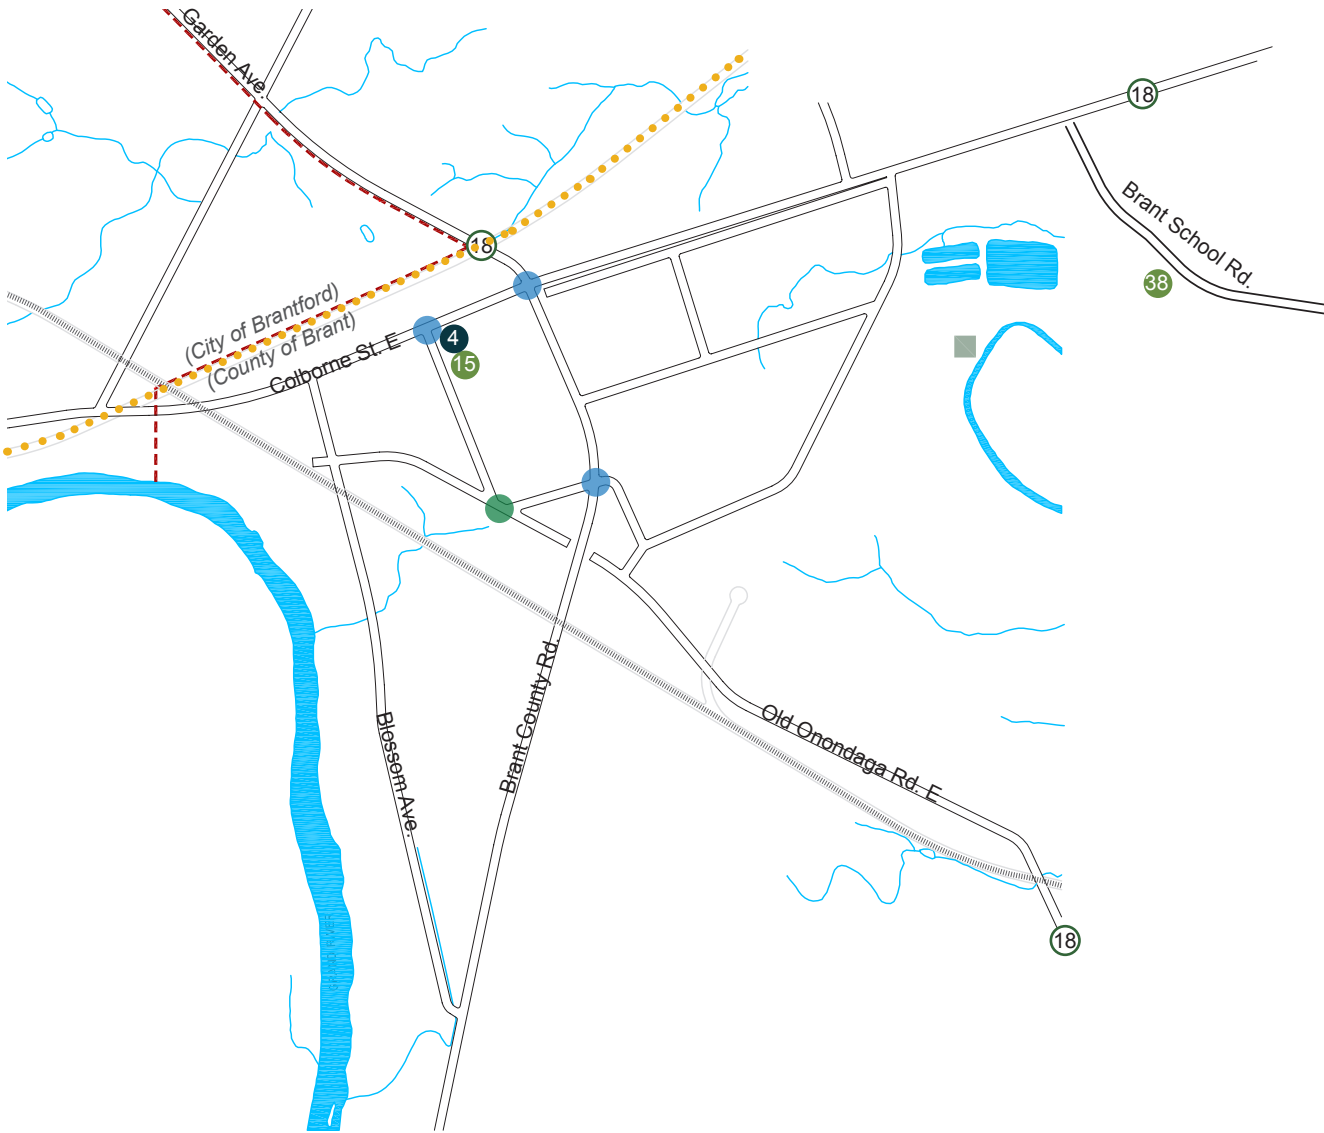 Garden Ave.
18
Brant School Rd.
18
38
(City of Brantford)
(County of Brant)
Colborne St. E
4
15
Blossom Ave.
Brant County Rd.
Old Onondaga Rd. E
18